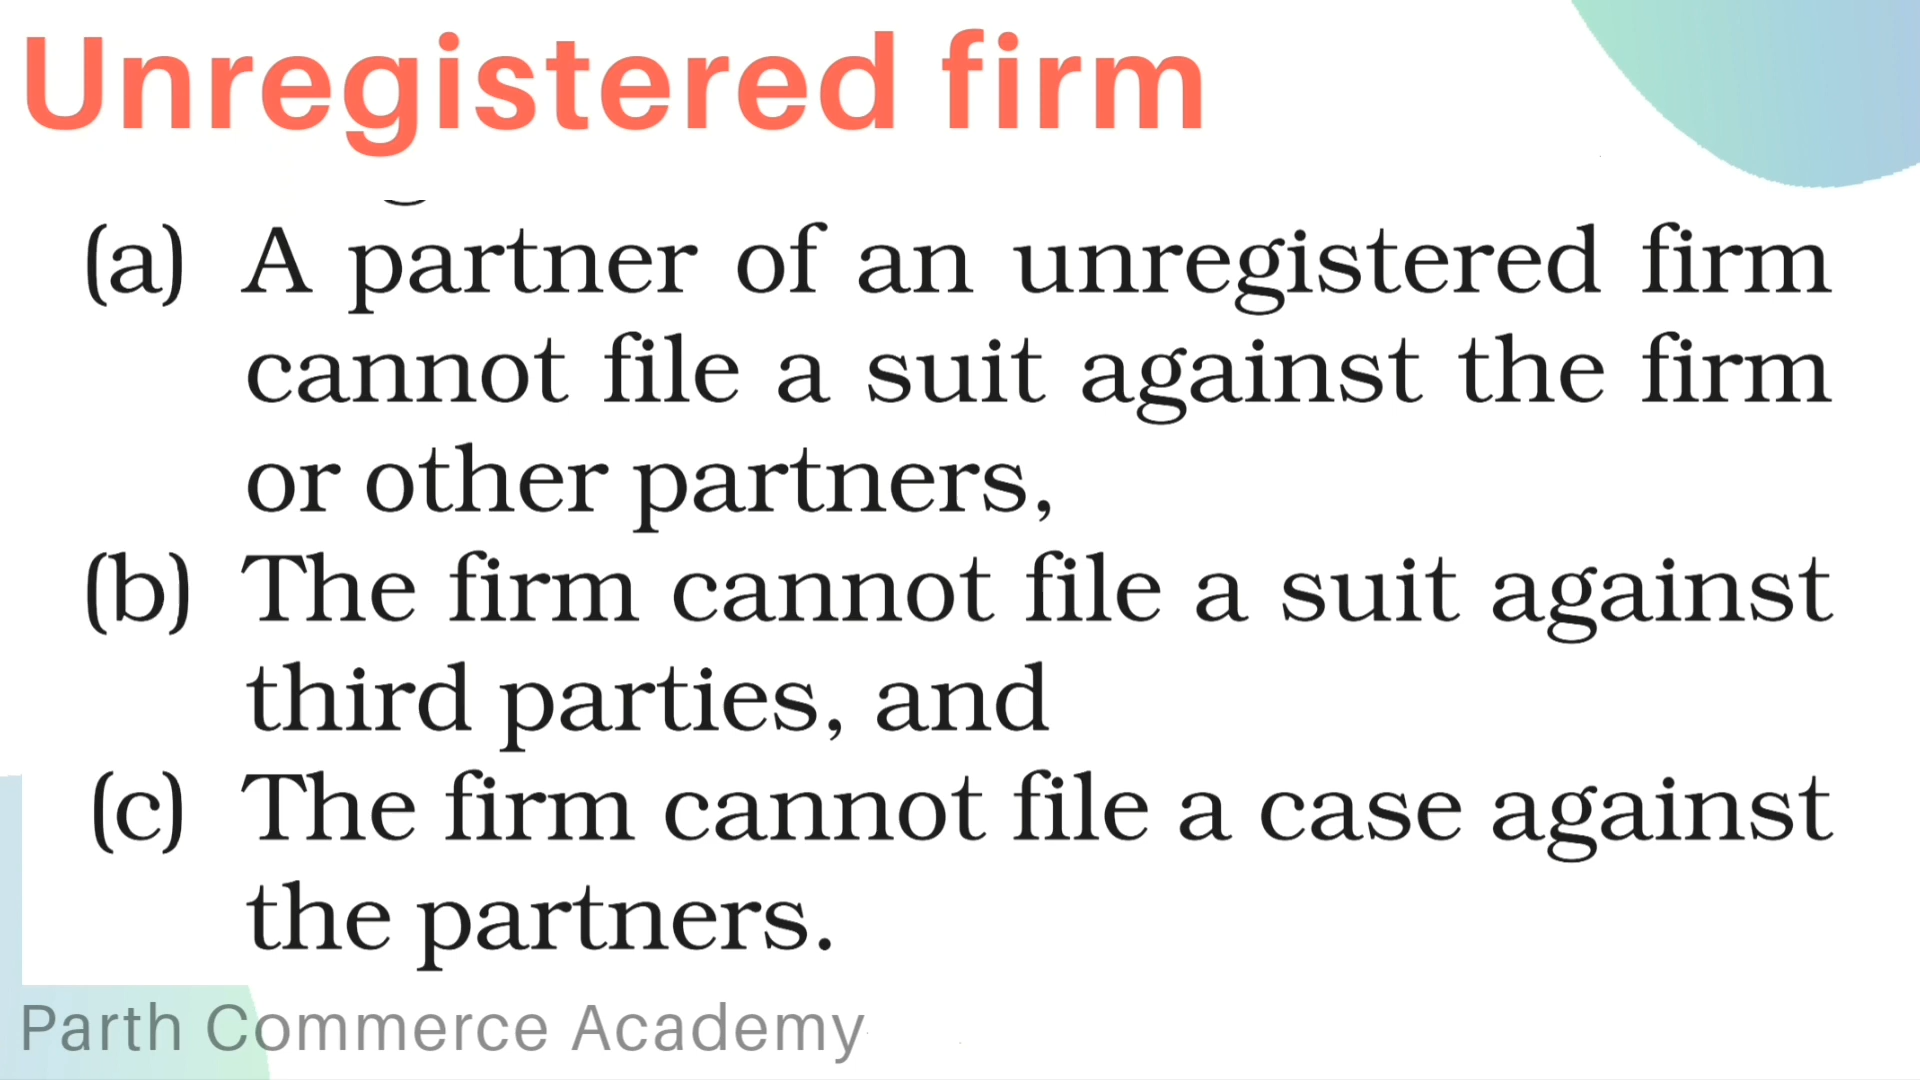 Unregistered firm
(a) A partner of an unregistered firm
cannot file a suit against the firm
or other partners,
(b) The firm cannot file a suit against
third parties, and
(c) The firm cannot file a case against
the partners.
Parth Commerce Academy